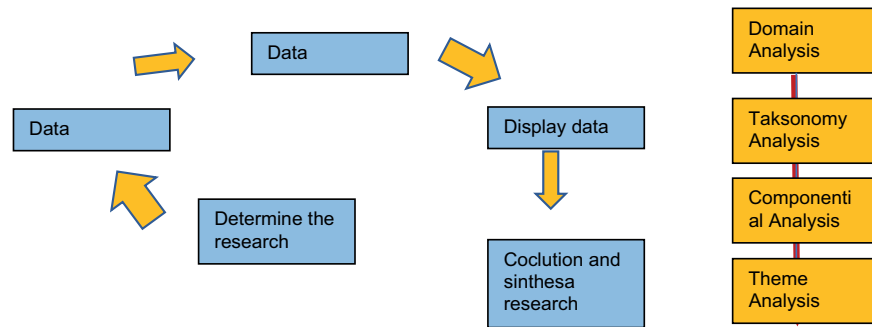 Data
Data
Display data
Determine the
research
Coclution and
sinthesa
research
Domain
Analysis
Taksonomy
Analysis
Componenti
al Analysis
Theme
Analysis